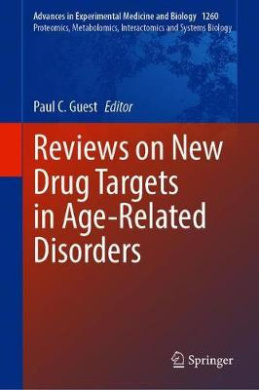 Advances in Experimental Medicine and Biology 1260
Proteomics, Metabolomics, Interactomics and Systems Biology
Paul C. Guest Editor
Reviews on New
Drug Targets
in Age-Related
Disorders
Springer